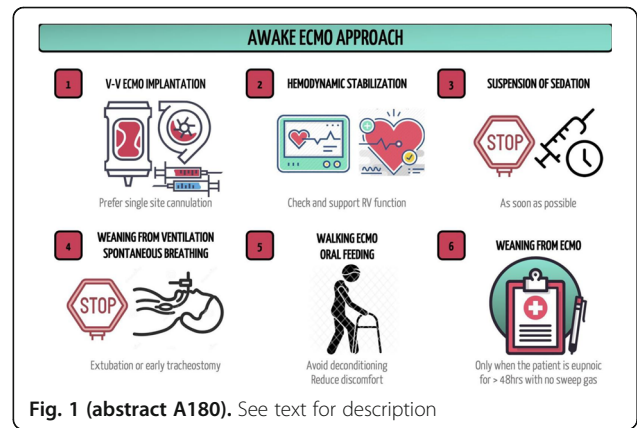 AWAKE ECMO APPROACH
1
V-V ECMO IMPLANTATION
Prefer single site cannulation
2
HEMODYNAMIC STABILIZATION
Check and support RV function
3
SUSPENSION OF SEDATION
STOP
As soon as possible
4
WEANING FROM VENTILATION
SPONTANEOUS BREATHING
STOP
Extubation or early tracheostomy
5
WALKING ECMO
ORAL FEEDING
Avoid deconditioning
Reduce discomfort
6
WEANING FROM ECMO
Only when the patient is eupnoic
for > 48hrs with no sweep gas
Fig. 1 (abstract A180). See text for description